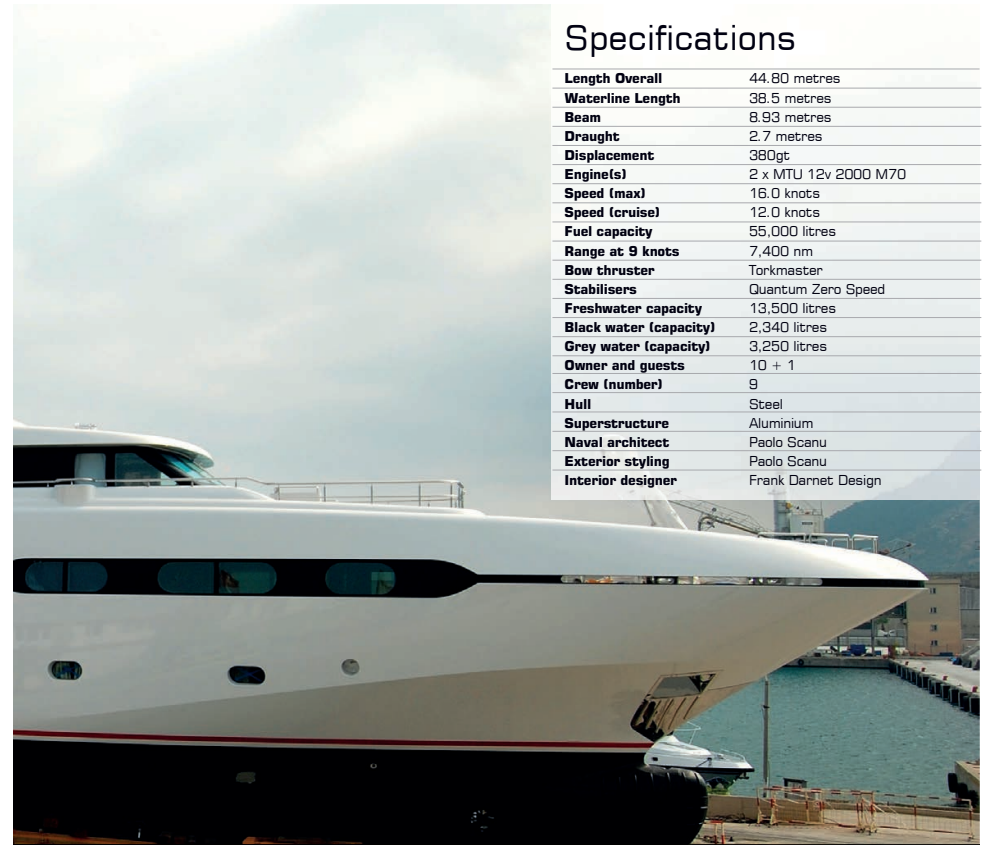 Specifications
Length Overall 44.80 metres
Waterline Length 38.5 metres
Beam 8.93 metres
Draught 2.7 metres
Displacement 380gt
Engine(s) 2 x MTU 12v 2000 M70
Speed (max) 16.0 knots
Speed (cruise) 12.0 knots
Fuel capacity 55,000 litres
Range at 9 knots 7,400 nm
Bow thruster Torkmaster
Stabilisers Quantum Zero Speed
Freshwater capacity 13,500 litres
Black water (capacity) 2,340 litres
Grey water (capacity) 3,250 litres
Owner and guests 10 + 1
Crew (number) 9
Hull Steel
Superstructure Aluminium
Naval architect Paolo Scanu
Exterior styling Paolo Scanu
Interior designer Frank Darnet Design